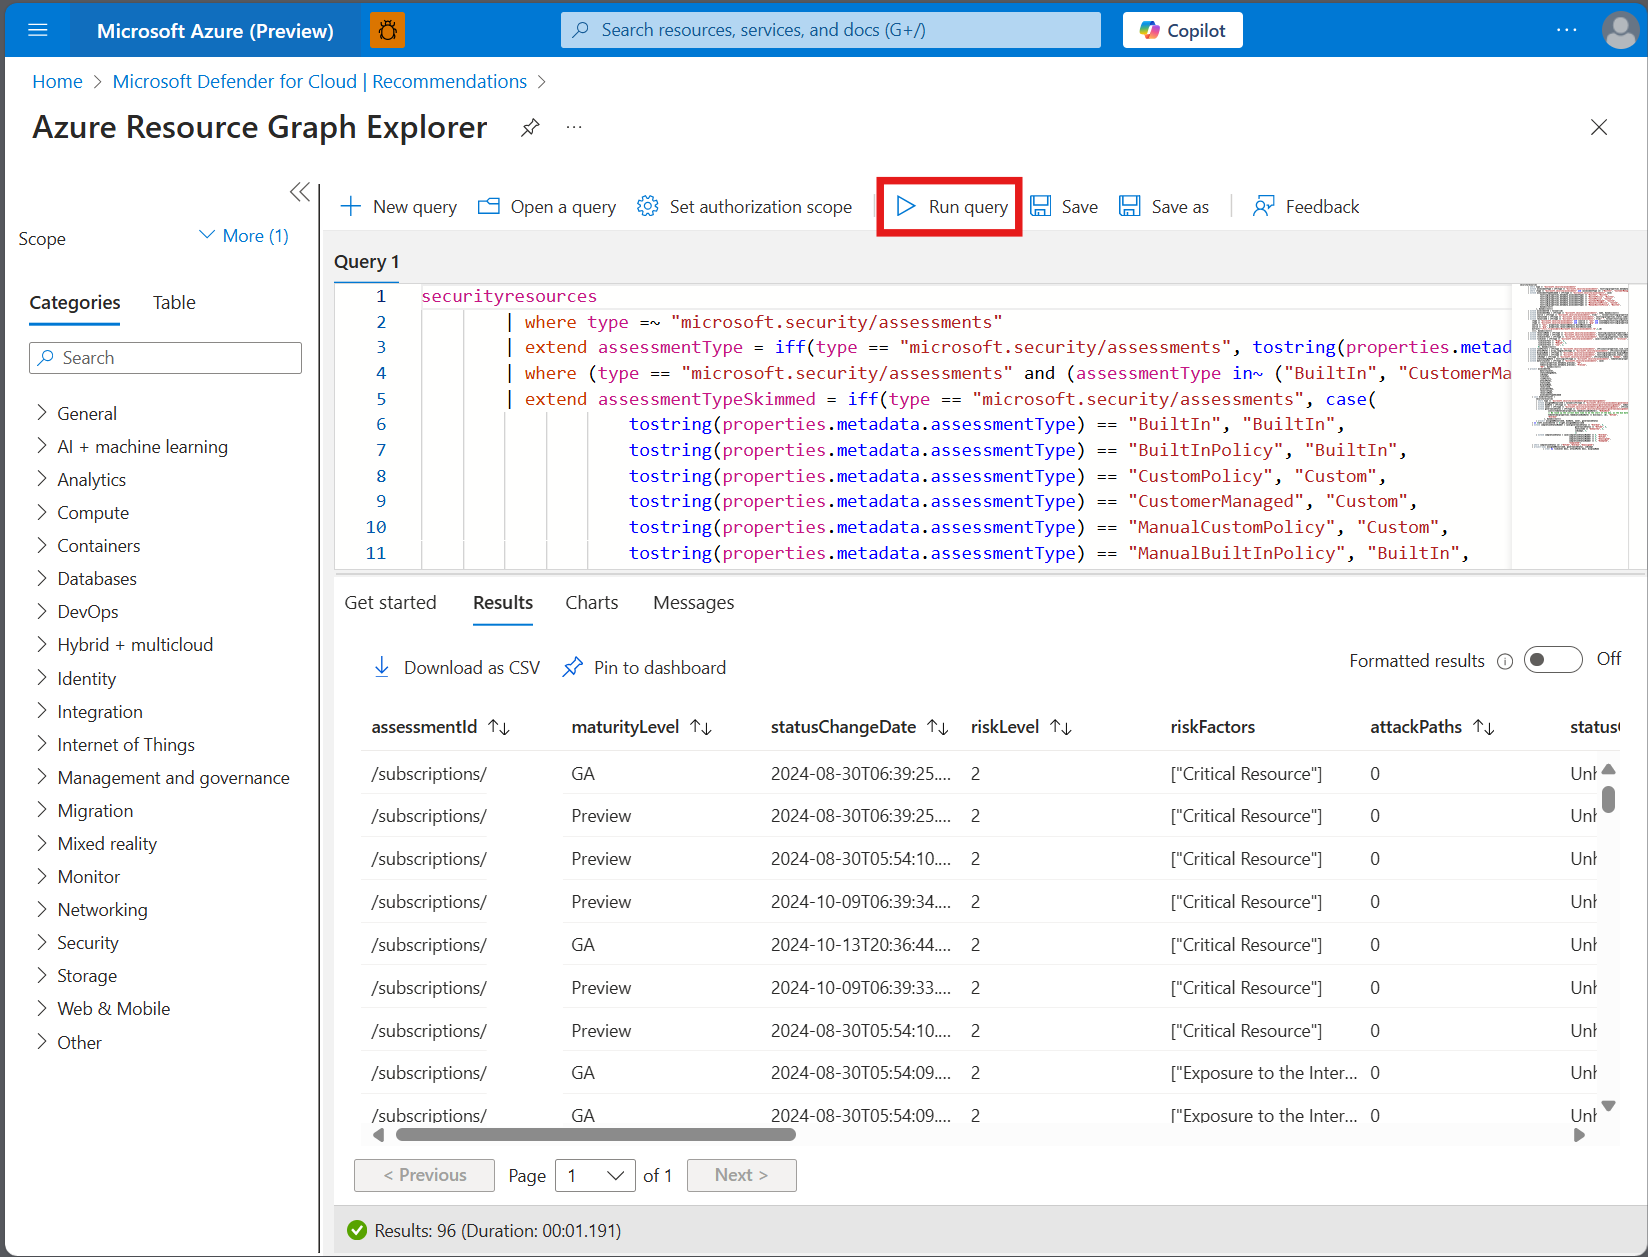 Microsoft Azure (Preview)
Search resources, services, and docs (G+/)
Copilot
Home > Microsoft Defender for Cloud | Recommendations >
Azure Resource Graph Explorer
New query
Open a query
Set authorization scope
Run query
Save
Save as
Feedback
Scope
More (1)
Categories
Table
Search
General
AI + machine learning
Analytics
Compute
Containers
Databases
DevOps
Hybrid + multicloud
Identity
Integration
Internet of Things
Management and governance
Migration
Mixed reality
Monitor
Networking
Security
Storage
Web & Mobile
Other
Query 1
1 securityresources
2 | where type =~ "microsoft.security/assessments"
3 | extend assessmentType = iff(type == "microsoft.security/assessments", tostring(properties.metad
4 | where (type == "microsoft.security/assessments" and (assessmentType in~ ("BuiltIn", "CustomerMa
5 | extend assessmentTypeSkimmed = iff(type == "microsoft.security/assessments", case(
6 tostring(properties.metadata.assessmentType) == "BuiltIn", "BuiltIn",
7 tostring(properties.metadata.assessmentType) == "BuiltInPolicy", "BuiltIn",
8 tostring(properties.metadata.assessmentType) == "CustomPolicy", "Custom",
9 tostring(properties.metadata.assessmentType) == "CustomerManaged", "Custom",
10 tostring(properties.metadata.assessmentType) == "ManualCustomPolicy", "Custom",
11 tostring(properties.metadata.assessmentType) == "ManualBuiltInPolicy", "BuiltIn",
Get started Results Charts Messages
Download as CSV Pin to dashboard
Formatted results Off
assessmentId maturityLevel statusChangeDate riskLevel riskFactors attackPaths status
/subscriptions/ GA 2024-08-30T06:39:25.... 2 ["Critical Resource"] 0 Unh
/subscriptions/ Preview 2024-08-30T06:39:25.... 2 ["Critical Resource"] 0 Unh
/subscriptions/ Preview 2024-08-30T05:54:10.... 2 ["Critical Resource"] 0 Unh
/subscriptions/ Preview 2024-10-09T06:39:34.... 2 ["Critical Resource"] 0 Unh
/subscriptions/ GA 2024-10-13T20:36:44.... 2 ["Critical Resource"] 0 Unh
/subscriptions/ Preview 2024-10-09T06:39:33.... 2 ["Critical Resource"] 0 Unh
/subscriptions/ Preview 2024-08-30T05:54:10.... 2 ["Critical Resource"] 0 Unh
/subscriptions/ GA 2024-08-30T05:54:09.... 2 ["Exposure to the Inter... 0 Unh
/subscriptions/ GA 2024-08-30T05:54:09.... 2 ["Exposure to the Inter... 0 Unh
< Previous Page 1 of 1 Next >
Results: 96 (Duration: 00:01.191)